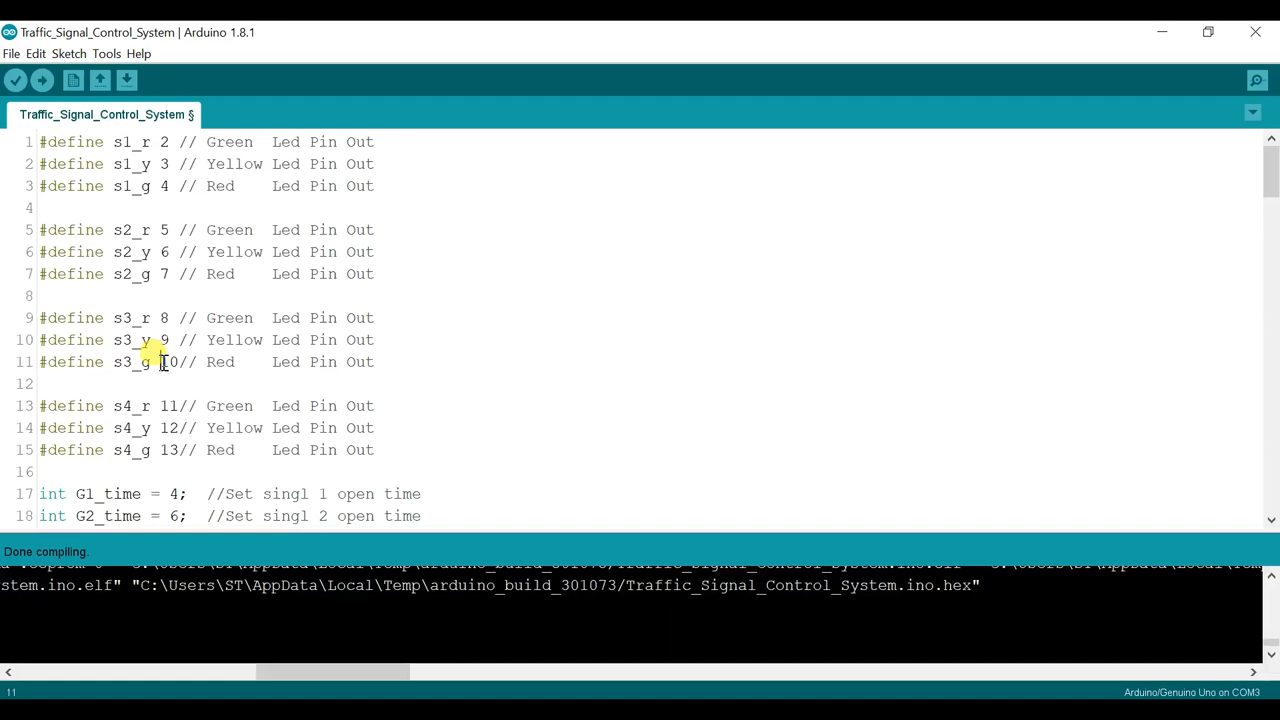 Traffic_Signal_Control_System | Arduino 1.8.1
File Edit Sketch Tools Help
Traffic_Signal_Control_System §
1 #define s1_r 2 // Green  Led Pin Out
2 #define s1_y 3 // Yellow Led Pin Out
3 #define s1_g 4 // Red    Led Pin Out
4
5 #define s2_r 5 // Green  Led Pin Out
6 #define s2_y 6 // Yellow Led Pin Out
7 #define s2_g 7 // Red    Led Pin Out
8
9 #define s3_r 8 // Green  Led Pin Out
10 #define s3_y 9 // Yellow Led Pin Out
11 #define s3_g 10// Red    Led Pin Out
12
13 #define s4_r 11// Green  Led Pin Out
14 #define s4_y 12// Yellow Led Pin Out
15 #define s4_g 13// Red    Led Pin Out
16
17 int G1_time = 4;  //Set singl 1 open time
18 int G2_time = 6;  //Set singl 2 open time
Done compiling.
stem.ino.elf" "C:\Users\ST\AppData\Local\Temp\arduino_build_301073/Traffic_Signal_Control_System.ino.hex"
11
Arduino/Genuino Uno on COM3